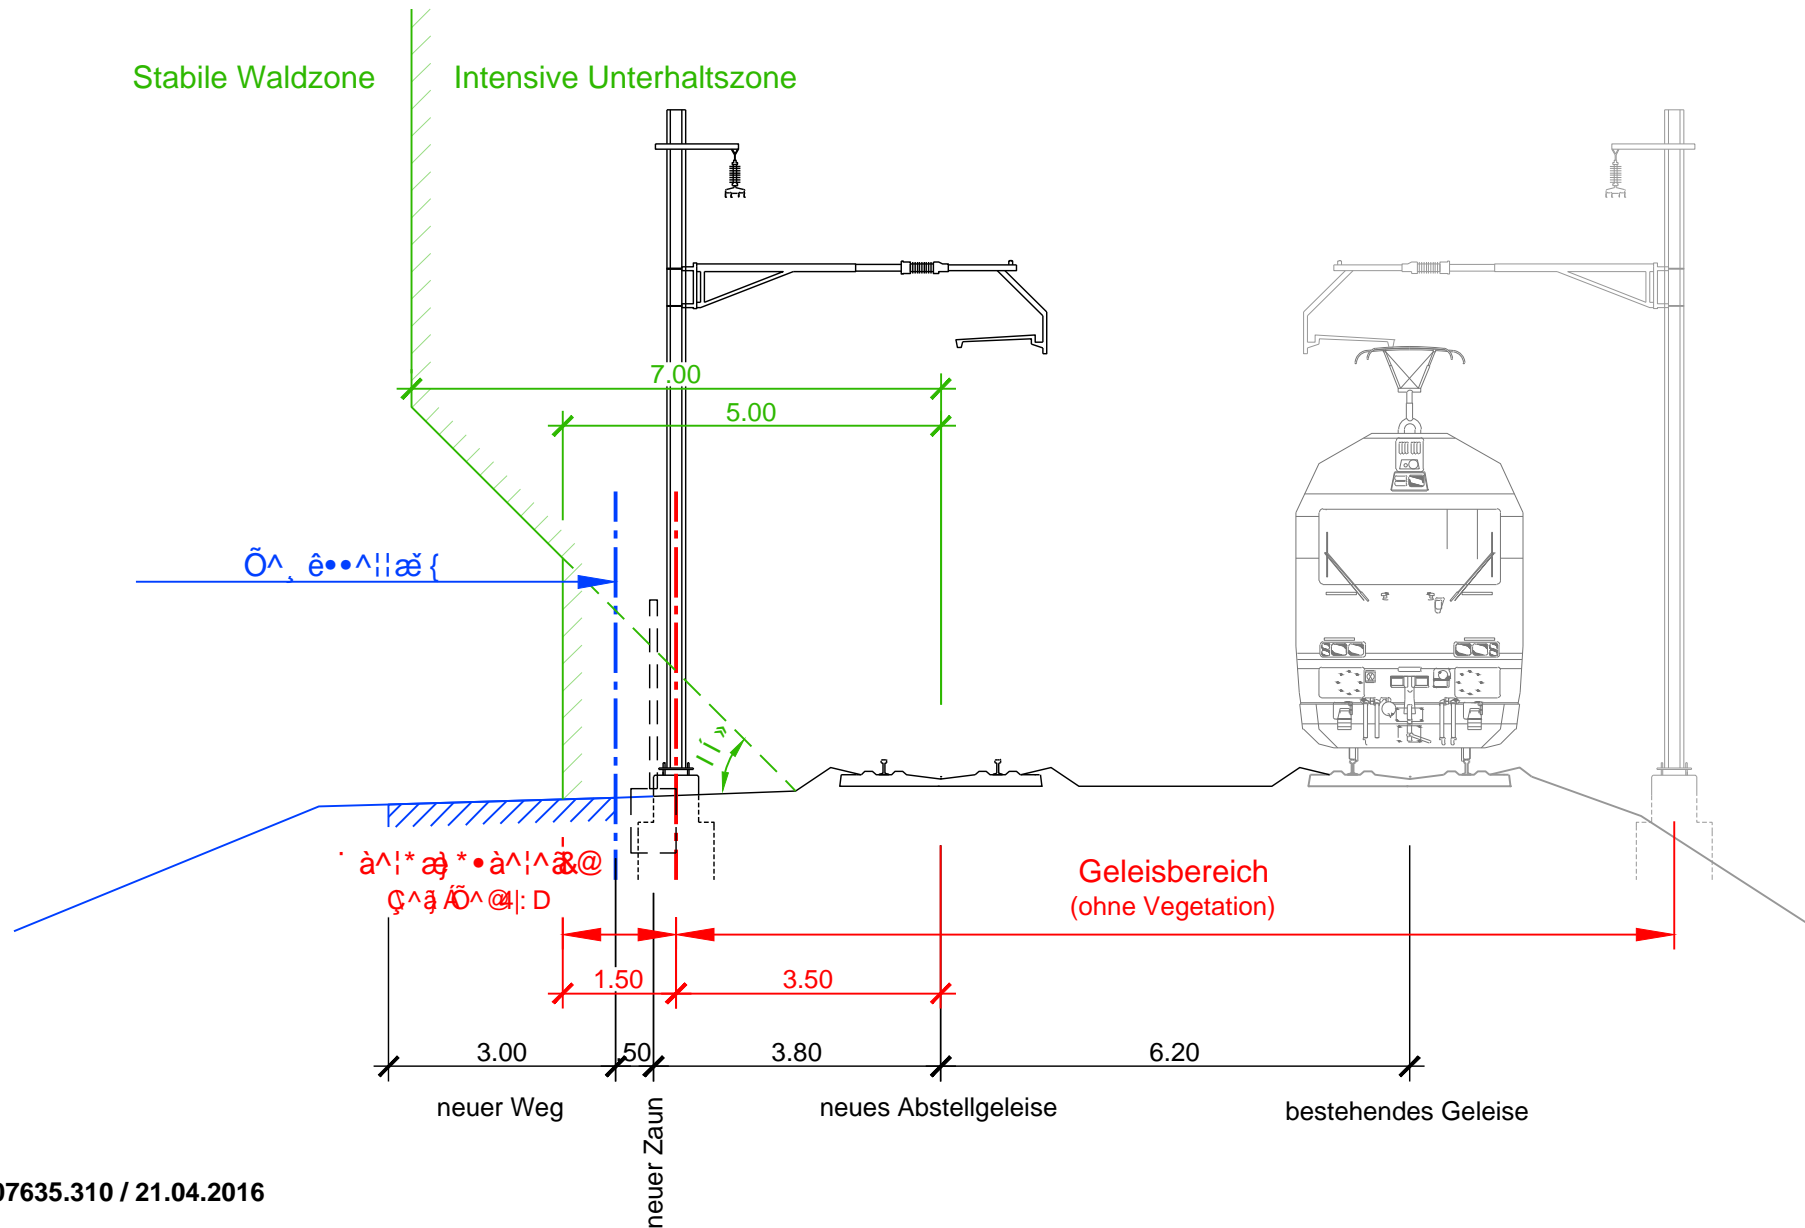 Stabile Waldzone
Intensive Unterhaltszone
7.00
5.00
Geleisbereich
(ohne Vegetation)
1.50
3.50
3.00
50
3.80
6.20
neuer Weg
neuer Zaun
neues Abstellgeleise
bestehendes Geleise
07635.310 / 21.04.2016